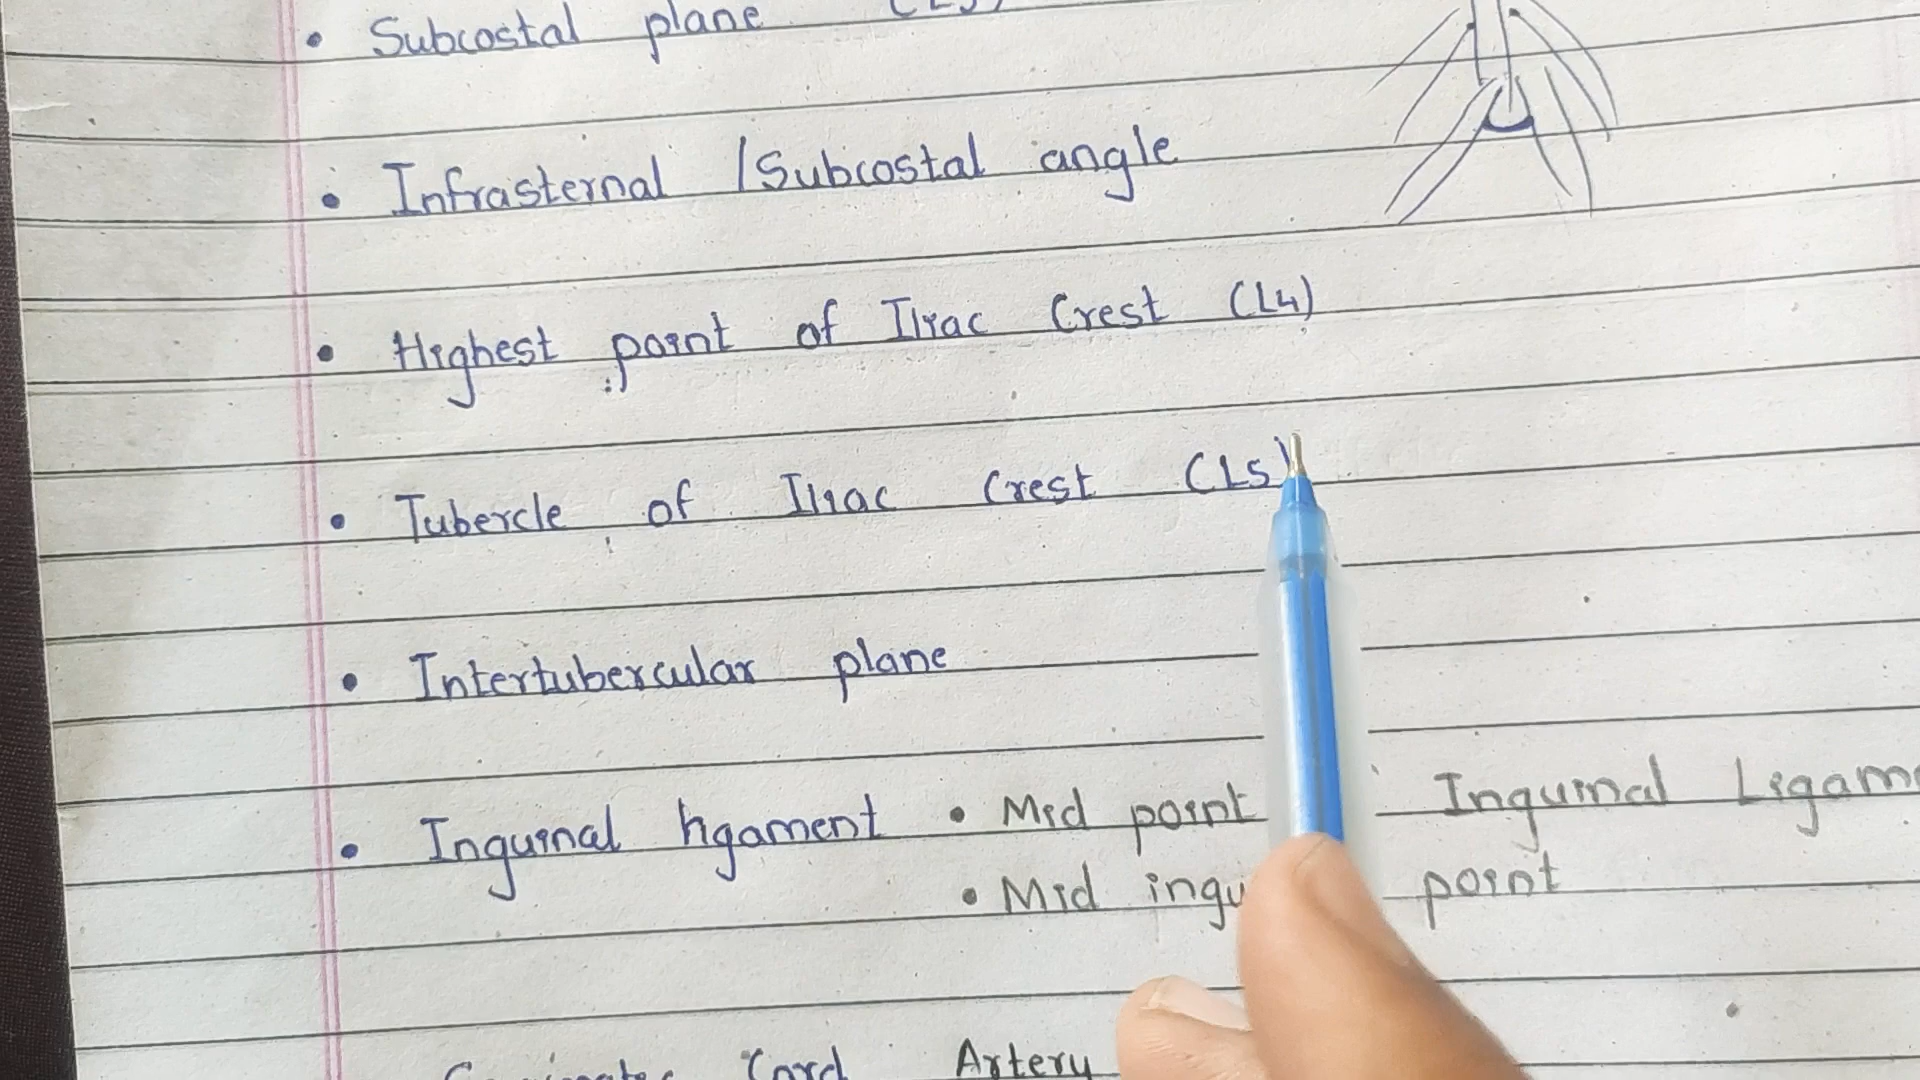 • Subcostal plane
• Infrasternal /Subcostal angle
• Highest point of Iliac Crest (L4)
• Tubercle of Iliac Crest (L5)
• Intertubercular plane
• Inguinal ligament • Mid point Inguinal
• Mid point
Cord Artery